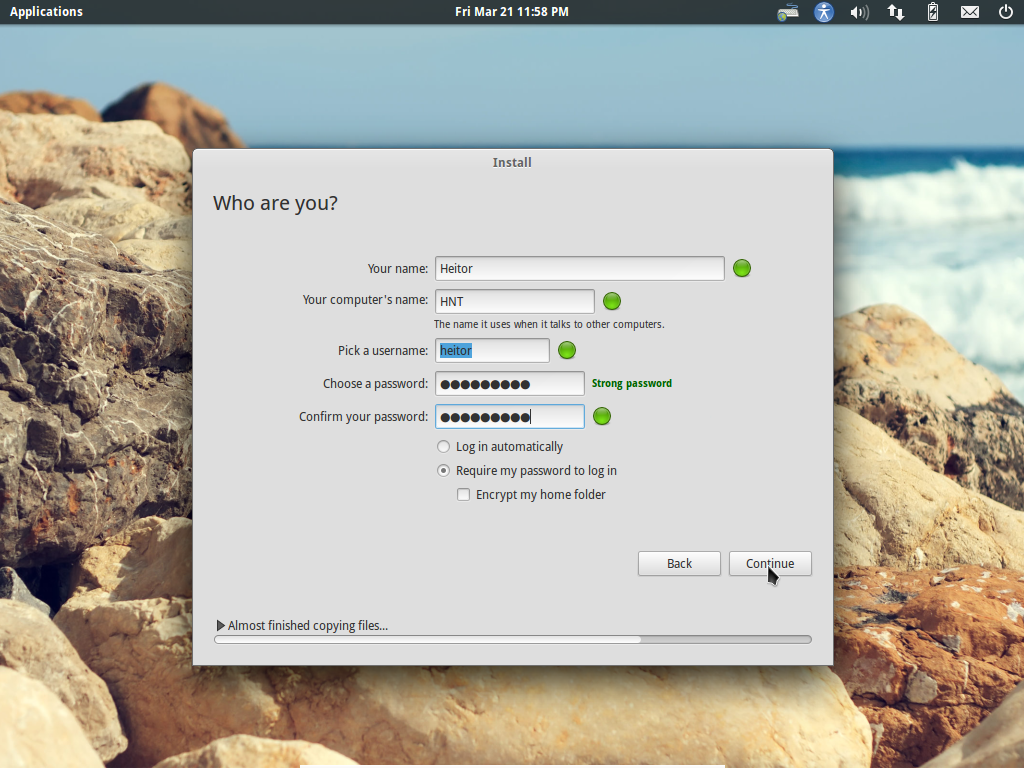 Applications
Fri Mar 21 11:58 PM
Install
Who are you?
Your name: Heitor
Your computer's name: HNT
The name it uses when it talks to other computers.
Pick a username: heitor
Choose a password: ●●●●●●●●● Strong password
Confirm your password: ●●●●●●●●●
Log in automatically
Require my password to log in
Encrypt my home folder
Back Continue
Almost finished copying files...